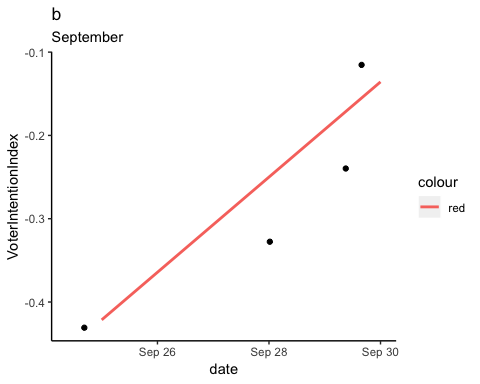 b
September
-0.1
-0.2
-0.3
-0.4
VoterIntentionIndex
Sep 26
Sep 28
Sep 30
date
colour
red